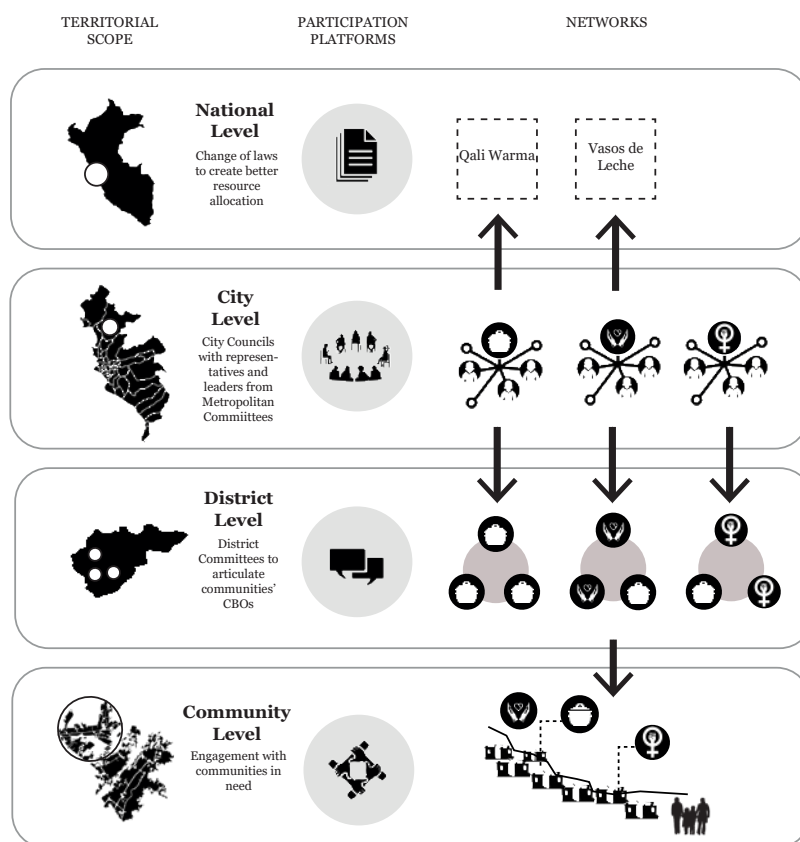 TERRITORIAL
SCOPE
PARTICIPATION
PLATFORMS
NETWORKS
National
Level
Change of laws
to create better
resource
allocation
Qali Warma
Vasos de
Leche
City
Level
City Councils
with represen-
tatives and
leaders from
Metropolitan
Commiittees
District
Level
District
Committees to
articulate
communities’
CBOs
Community
Level
Engagement with
communities in
need